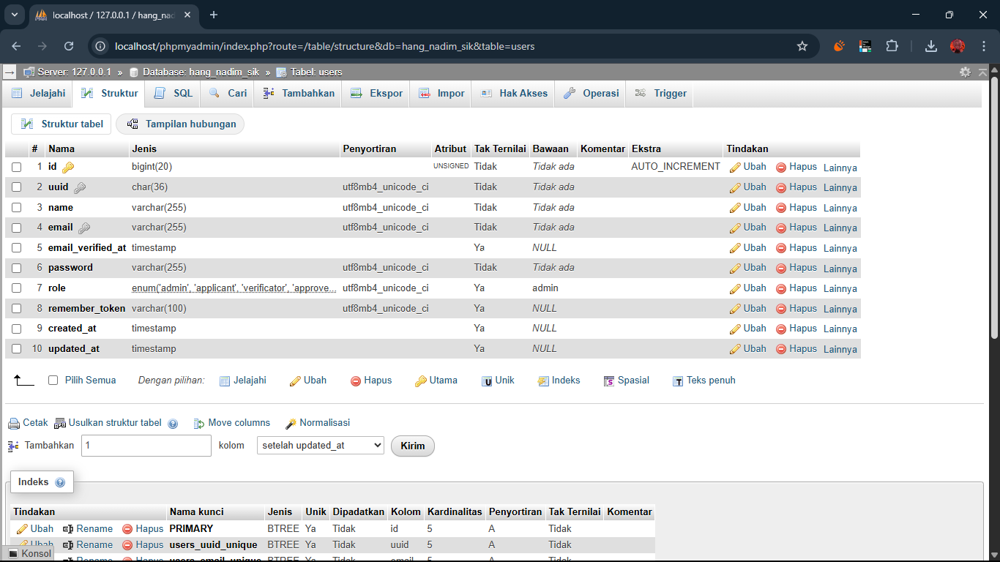 localhost / 127.0.0.1 / hang_nad
localhost/phpmyadmin/index.php?route=/table/structure&db=hang_nadim_sik&table=users
Server: 127.0.0.1 » Database: hang_nadim_sik » Tabel: users
Jelajahi Struktur SQL Cari Tambahkan Ekspor Impor Hak Akses Operasi Trigger
Struktur tabel Tampilan hubungan
# Nama Jenis Penyortiran Atribut Tak Ternilai Bawaan Komentar Ekstra Tindakan
1 id bigint(20) UNSIGNED Tidak Tidak ada AUTO_INCREMENT Ubah Hapus Lainnya
2 uuid char(36) utf8mb4_unicode_ci Tidak Tidak ada Ubah Hapus Lainnya
3 name varchar(255) utf8mb4_unicode_ci Tidak Tidak ada Ubah Hapus Lainnya
4 email varchar(255) utf8mb4_unicode_ci Tidak Tidak ada Ubah Hapus Lainnya
5 email_verified_at timestamp Ya NULL Ubah Hapus Lainnya
6 password varchar(255) utf8mb4_unicode_ci Tidak Tidak ada Ubah Hapus Lainnya
7 role enum('admin', 'applicant', 'verificator', 'approve... utf8mb4_unicode_ci Ya admin Ubah Hapus Lainnya
8 remember_token varchar(100) utf8mb4_unicode_ci Ya NULL Ubah Hapus Lainnya
9 created_at timestamp Ya NULL Ubah Hapus Lainnya
10 updated_at timestamp Ya NULL Ubah Hapus Lainnya
Pilih Semua Dengan pilihan: Jelajahi Ubah Hapus Utama Unik Indeks Spasial Teks penuh
Cetak Usulkan struktur tabel Move columns Normalisasi
Tambahkan 1 kolom setelah updated_at Kirim
Indeks
Tindakan Nama kunci Jenis Unik Dipadatkan Kolom Kardinalitas Penyortiran Tak Ternilai Komentar
Ubah Rename Hapus PRIMARY BTREE Ya Tidak id 5 A Tidak
Ubah Rename Hapus users_uuid_unique BTREE Ya Tidak uuid 5 A Tidak
Konsol Rename Hapus users_email_unique BTREE Ya Tidak email 5 A Tidak